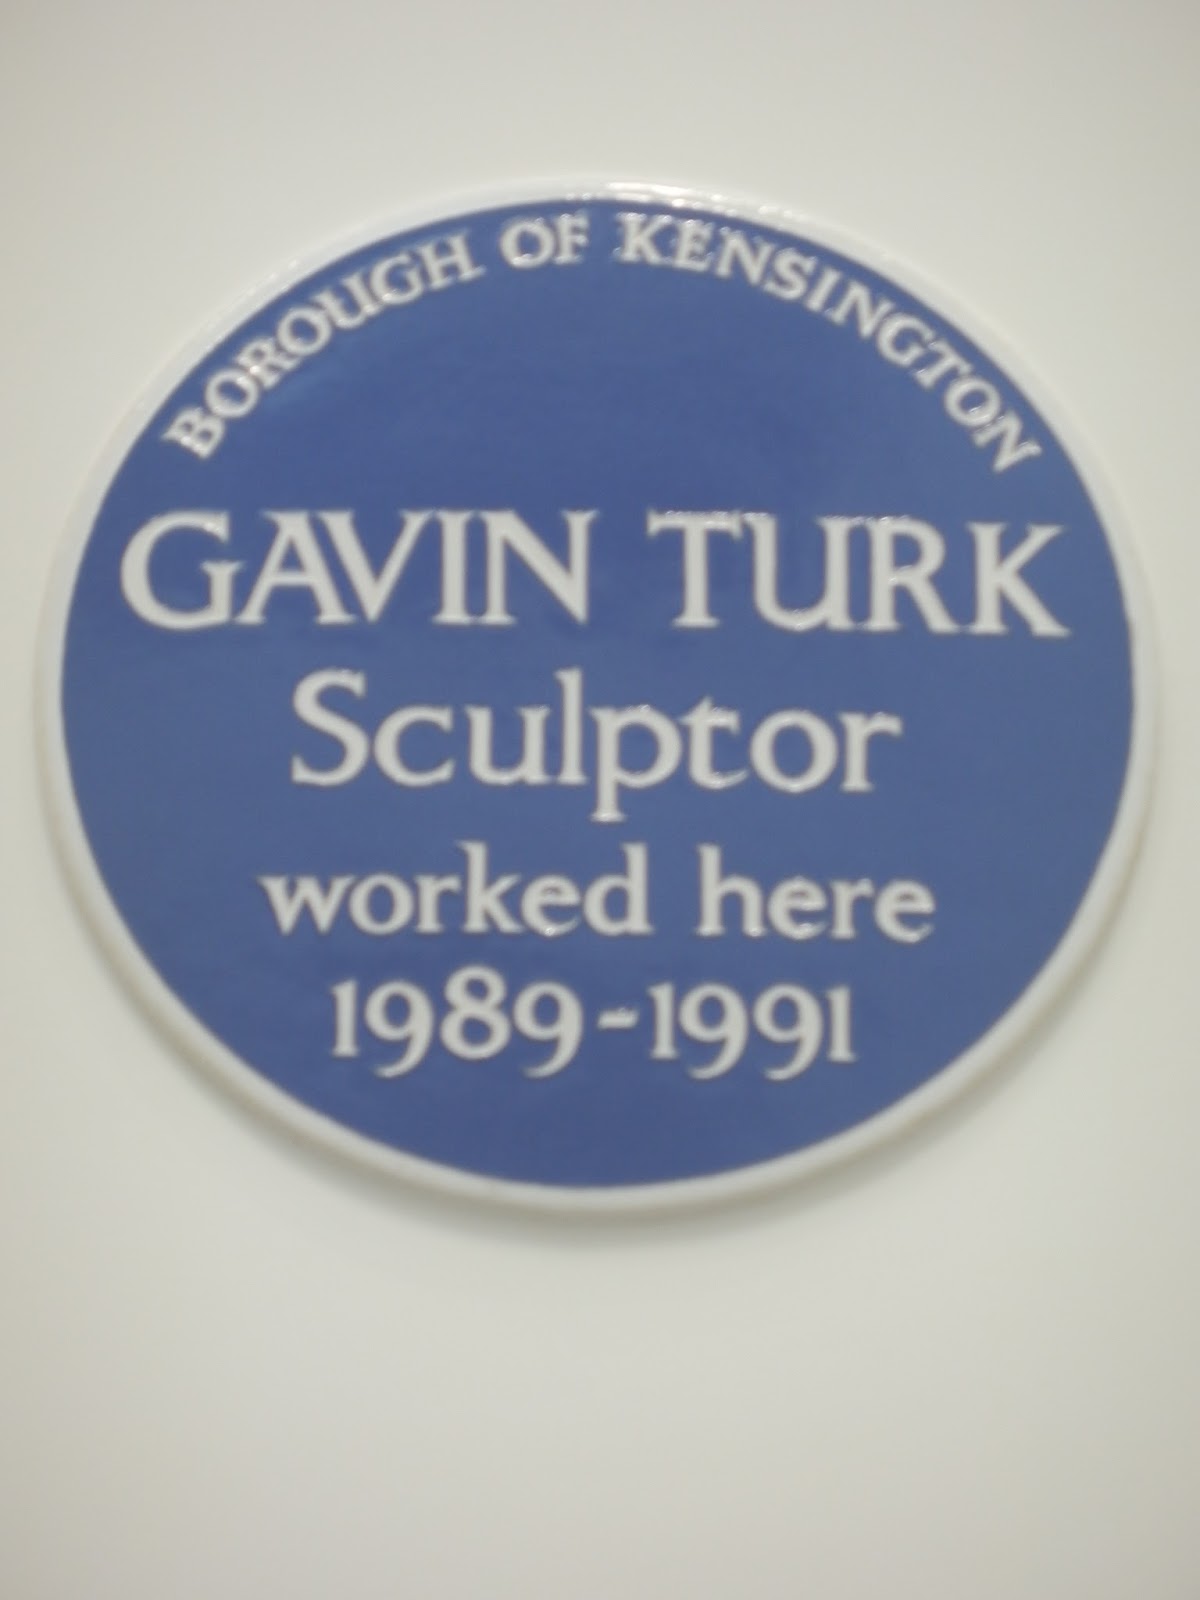 BOROUGH OF KENSINGTON
GAVIN TURK
Sculptor
worked here
1989-1991